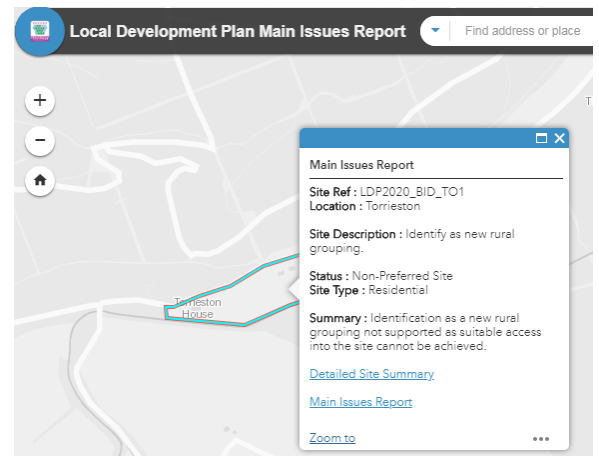 Local Development Plan Main Issues Report
Find address or place
T
Main Issues Report
Site Ref : LDP2020_BID_TO1
Location : Torrieston
Site Description : Identify as new rural
grouping.
Status : Non-Preferred Site
Site Type : Residential
Summary : Identification as a new rural
grouping not supported as suitable access
into the site cannot be achieved.
Detailed Site Summary
Main Issues Report
Zoom to
Torrieston
House